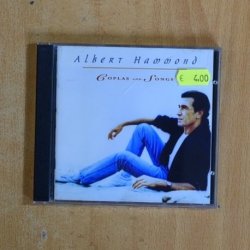 Albert Hammond
COPLAS AND SONGS
€ 4,00